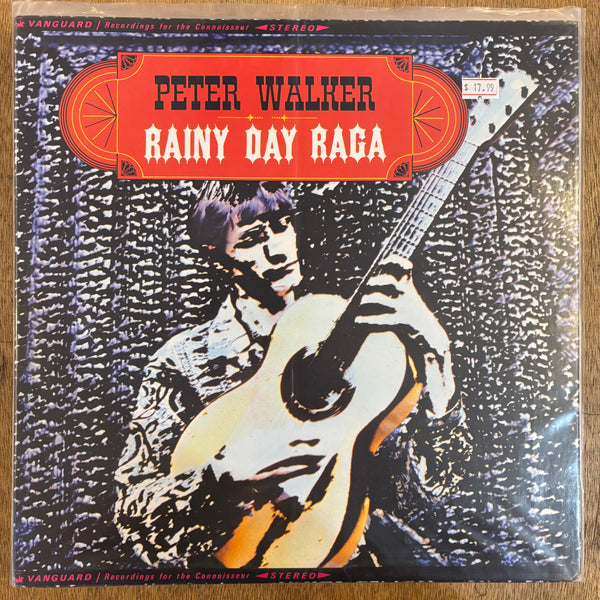 ★ VANGUARD / Recordings for the Connoisseur ◄STEREO►
PETER WALKER
$ 17.99
RAINY DAY RAGA
★ VANGUARD / Recordings for the Connoisseur ◄STEREO►